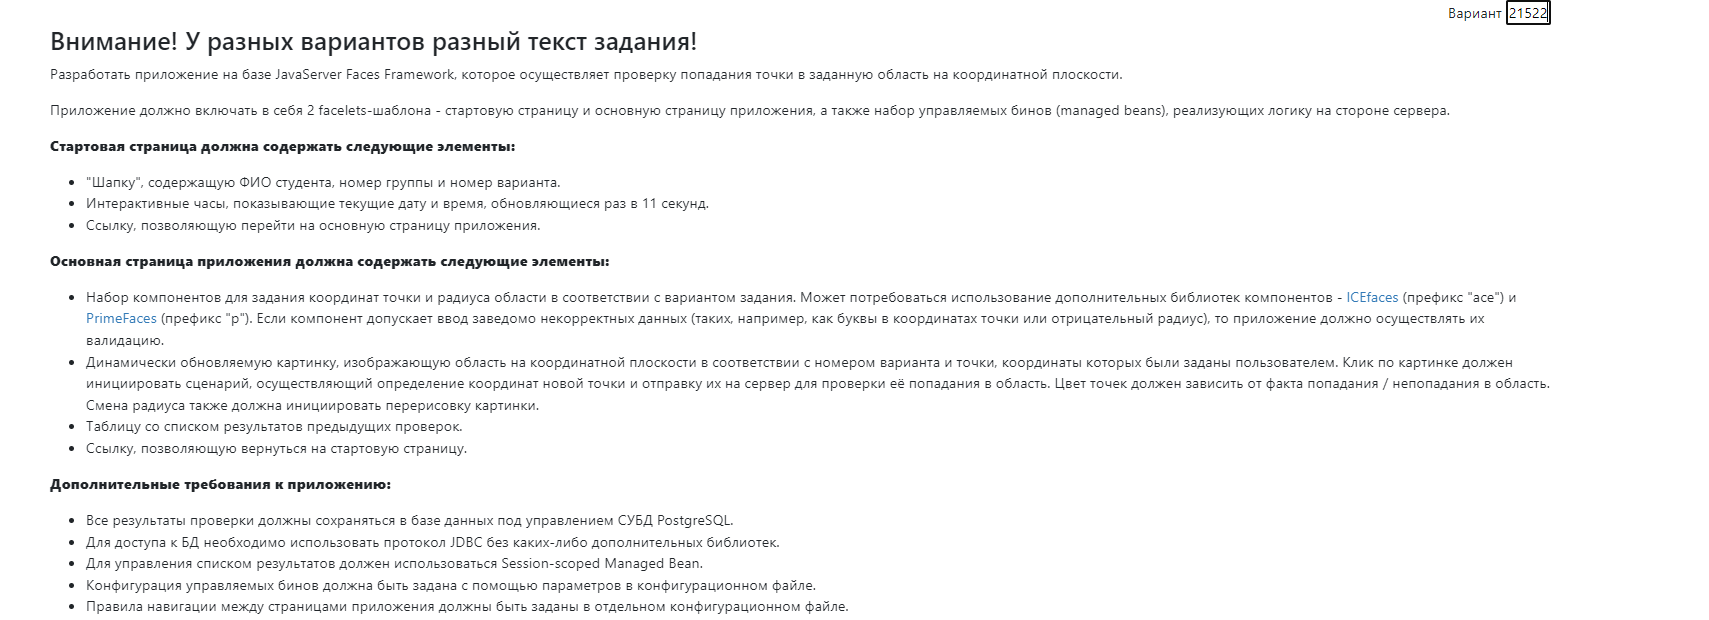 Вариант 21522
Внимание! У разных вариантов разный текст задания!
Разработать приложение на базе JavaServer Faces Framework, которое осуществляет проверку попадания точки в заданную область на координатной плоскости.
Приложение должно включать в себя 2 facelets-шаблона - стартовую страницу и основную страницу приложения, а также набор управляемых бинов (managed beans), реализующих логику на стороне сервера.
Стартовая страница должна содержать следующие элементы:
"Шапку", содержащую ФИО студента, номер группы и номер варианта.
Интерактивные часы, показывающие текущие дату и время, обновляющиеся раз в 11 секунд.
Ссылку, позволяющую перейти на основную страницу приложения.
Основная страница приложения должна содержать следующие элементы:
Набор компонентов для задания координат точки и радиуса области в соответствии с вариантом задания. Может потребоваться использование дополнительных библиотек компонентов - ICEfaces (префикс "ace") и
PrimeFaces (префикс "p"). Если компонент допускает ввод заведомо некорректных данных (таких, например, как буквы в координатах точки или отрицательный радиус), то приложение должно осуществлять их
валидацию.
Динамически обновляемую картинку, изображающую область на координатной плоскости в соответствии с номером варианта и точки, координаты которых были заданы пользователем. Клик по картинке должен
инициировать сценарий, осуществляющий определение координат новой точки и отправку их на сервер для проверки её попадания в область. Цвет точек должен зависить от факта попадания / непопадания в область.
Смена радиуса также должна инициировать перерисовку картинки.
Таблицу со списком результатов предыдущих проверок.
Ссылку, позволяющую вернуться на стартовую страницу.
Дополнительные требования к приложению:
Все результаты проверки должны сохраняться в базе данных под управлением СУБД PostgreSQL.
Для доступа к БД необходимо использовать протокол JDBC без каких-либо дополнительных библиотек.
Для управления списком результатов должен использоваться Session-scoped Managed Bean.
Конфигурация управляемых бинов должна быть задана с помощью параметров в конфигурационном файле.
Правила навигации между страницами приложения должны быть заданы в отдельном конфигурационном файле.